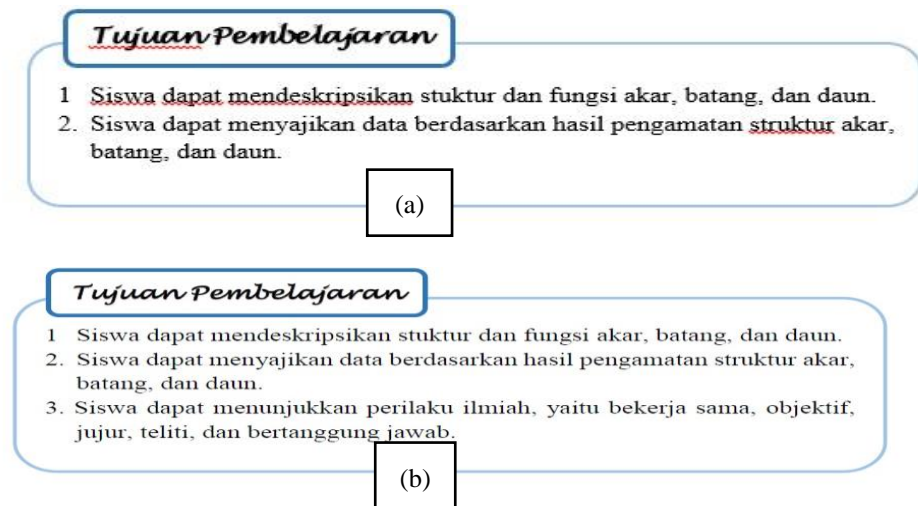 Tujuan Pembelajaran
1 Siswa dapat mendeskripsikan stuktur dan fungsi akar, batang, dan daun.
2. Siswa dapat menyajikan data berdasarkan hasil pengamatan struktur akar,
batang, dan daun.
(a)
Tujuan Pembelajaran
1 Siswa dapat mendeskripsikan stuktur dan fungsi akar, batang, dan daun.
2. Siswa dapat menyajikan data berdasarkan hasil pengamatan struktur akar,
batang, dan daun.
3. Siswa dapat menunjukkan perilaku ilmiah, yaitu bekerja sama, objektif,
jujur, teliti, dan bertanggung jawab.
(b)